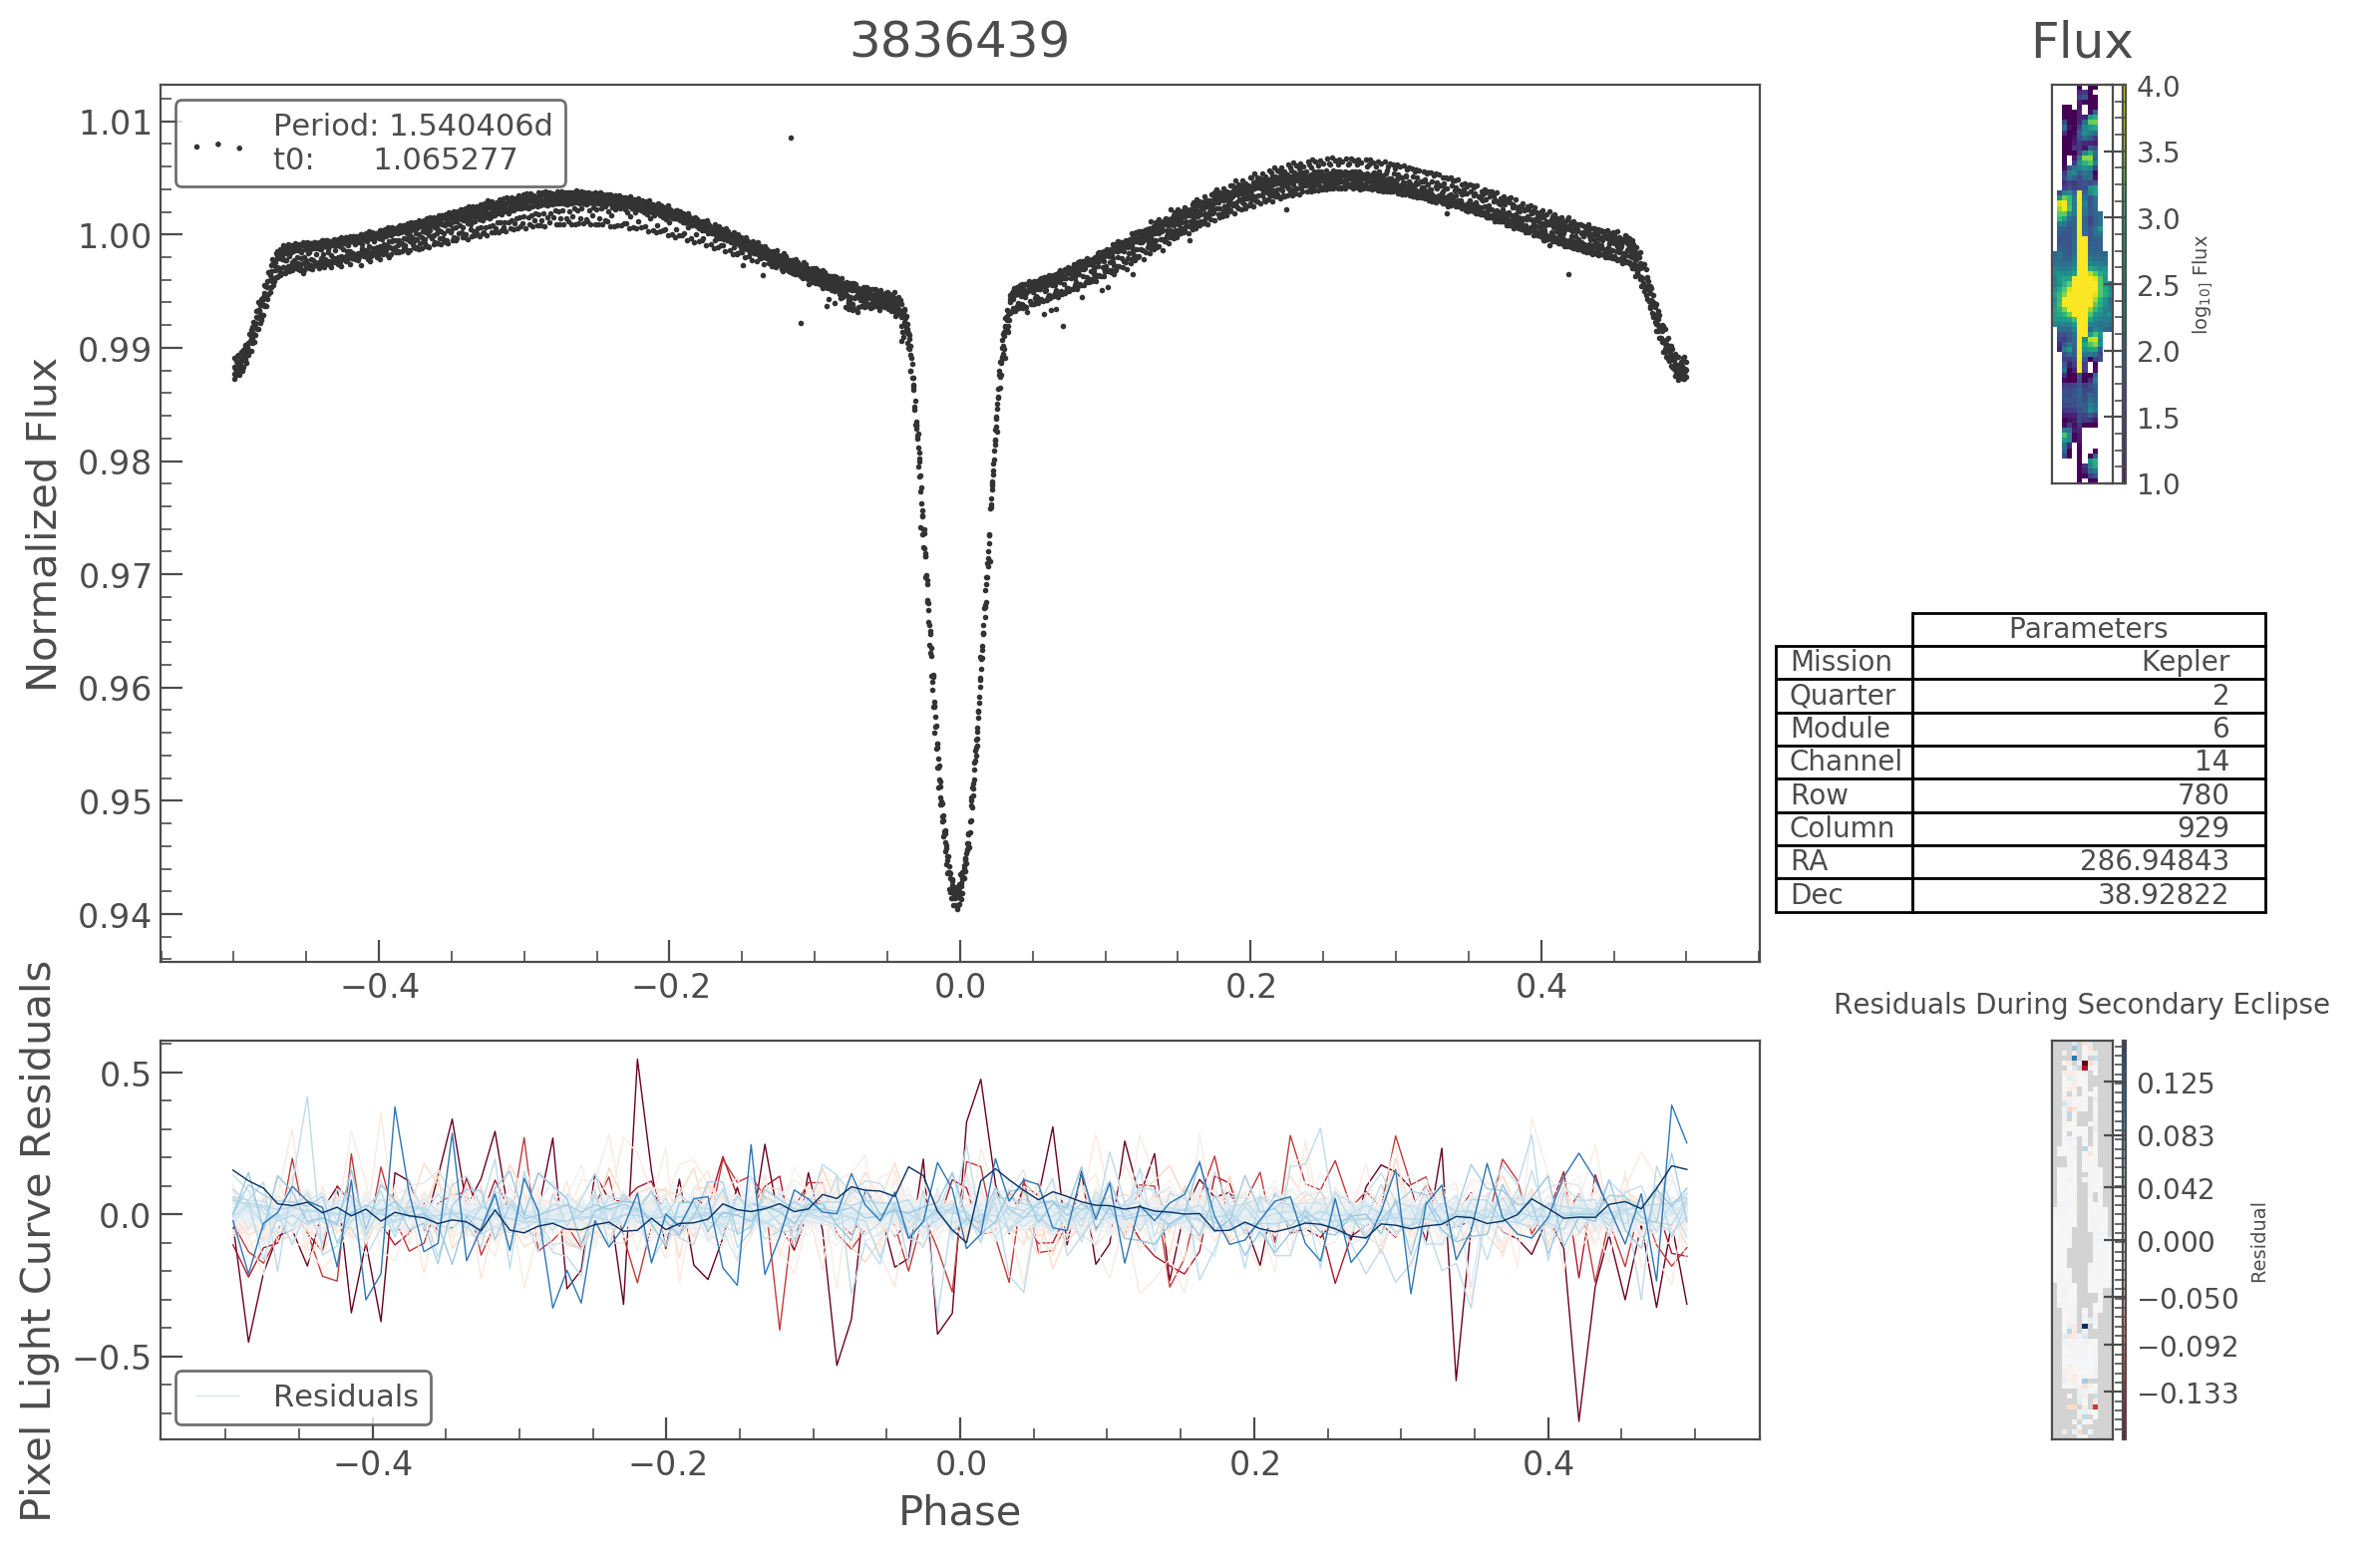 3836439
Flux
Normalized Flux
1.01
1.00
0.99
0.98
0.97
0.96
0.95
0.94
Period: 1.540406d
t0: 1.065277
−0.4
−0.2
0.0
0.2
0.4
4.0
3.5
3.0
2.5
2.0
1.5
1.0
log10] Flux
Parameters
Mission Kepler
Quarter 2
Module 6
Channel 14
Row 780
Column 929
RA 286.94843
Dec 38.92822
Pixel Light Curve Residuals
0.5
0.0
−0.5
Residuals
−0.4
−0.2
0.0
0.2
0.4
Phase
Residuals During Secondary Eclipse
0.125
0.083
0.042
0.000
−0.050
−0.092
−0.133
Residual